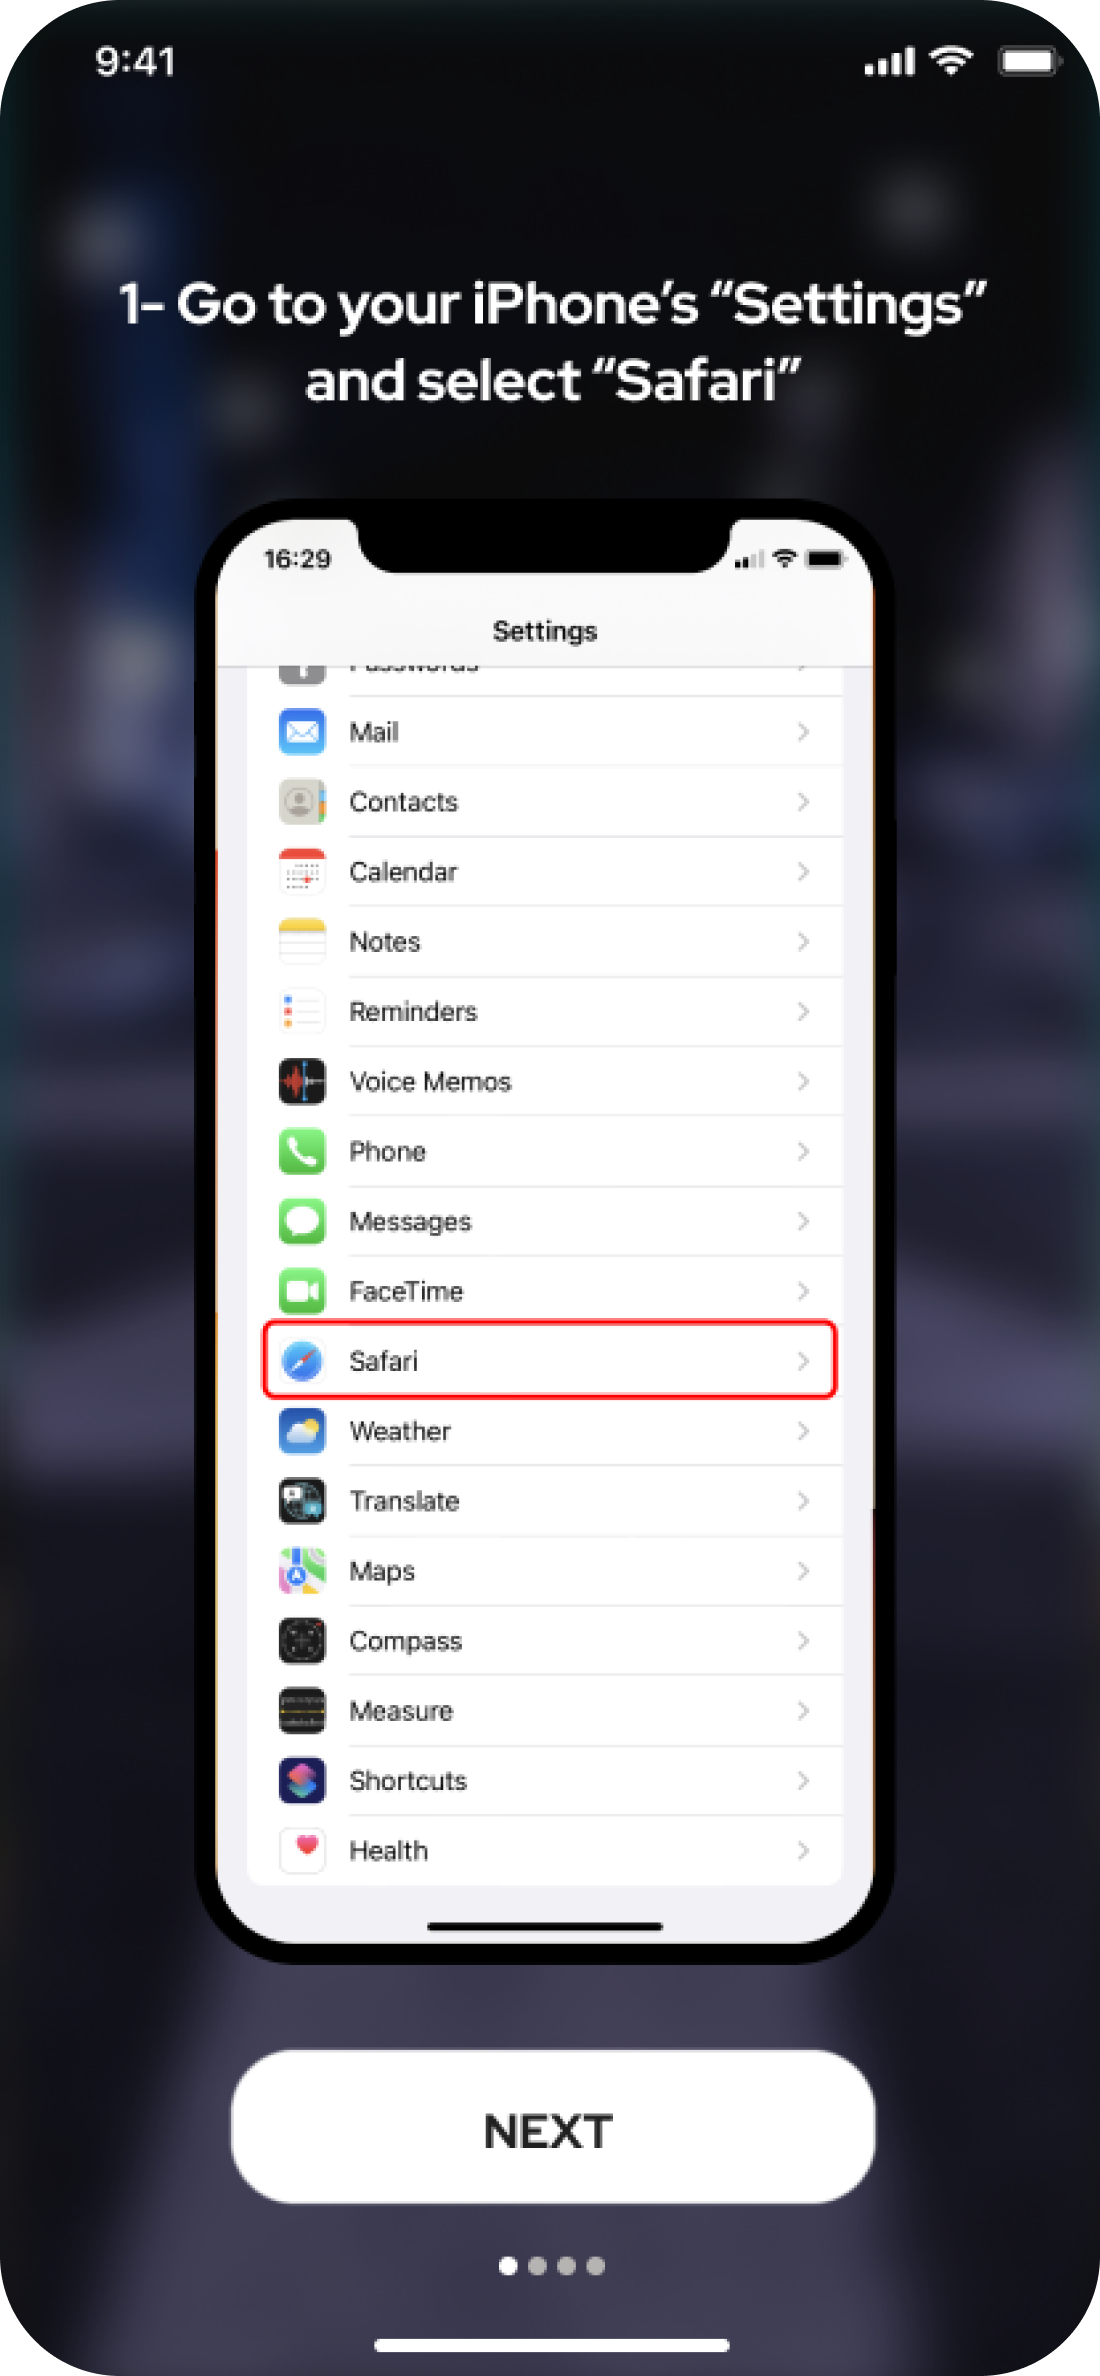 9:41
1- Go to your iPhone’s “Settings”
and select “Safari”
16:29
Settings
Passwords
Mail
Contacts
Calendar
Notes
Reminders
Voice Memos
Phone
Messages
FaceTime
Safari
Weather
Translate
Maps
Compass
Measure
Shortcuts
Health
NEXT